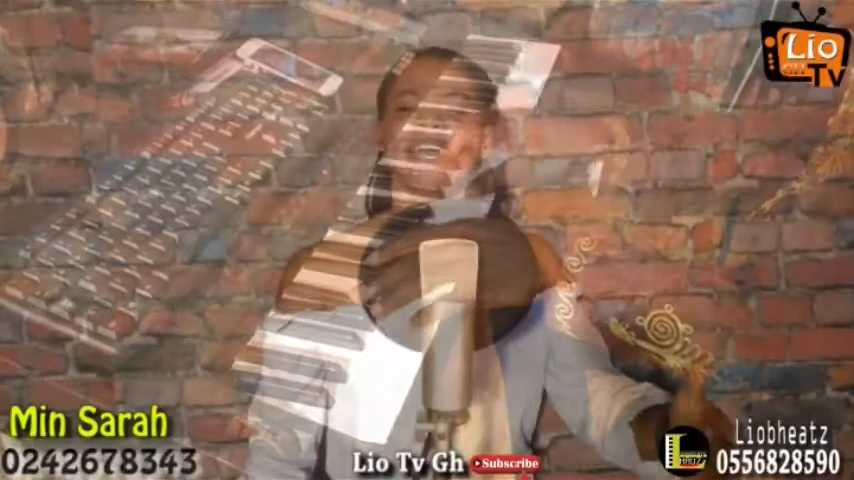 Lio
Tv
Min Sarah
0242678343
Lio Tv Gh
Subscribe
Liobheatz
0556828590